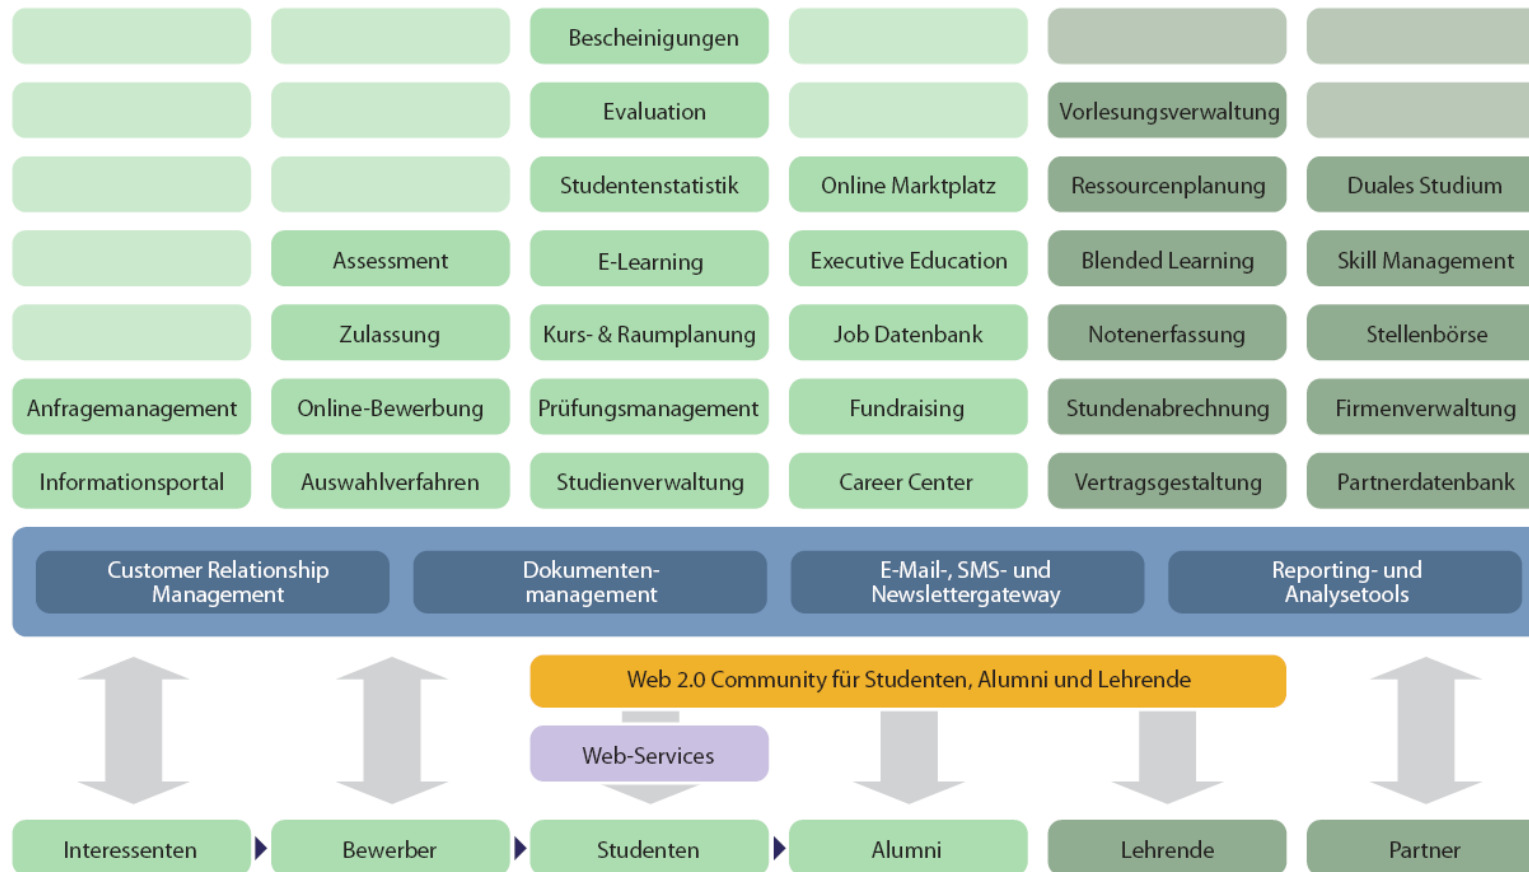 Bescheinigungen
Evaluation
Vorlesungsverwaltung
Studentenstatistik
Online Marktplatz
Ressourcenplanung
Duales Studium
Assessment
E-Learning
Executive Education
Blended Learning
Skill Management
Zulassung
Kurs- & Raumplanung
Job Datenbank
Notenerfassung
Stellenbörse
Anfragemanagement
Online-Bewerbung
Prüfungsmanagement
Fundraising
Stundenabrechnung
Firmenverwaltung
Informationsportal
Auswahlverfahren
Studienverwaltung
Career Center
Vertragsgestaltung
Partnerdatenbank
Customer Relationship
Management
Dokumenten-
management
E-Mail-, SMS- und
Newslettergateway
Reporting- und
Analysetools
Web 2.0 Community für Studenten, Alumni und Lehrende
Web-Services
Interessenten
Bewerber
Studenten
Alumni
Lehrende
Partner